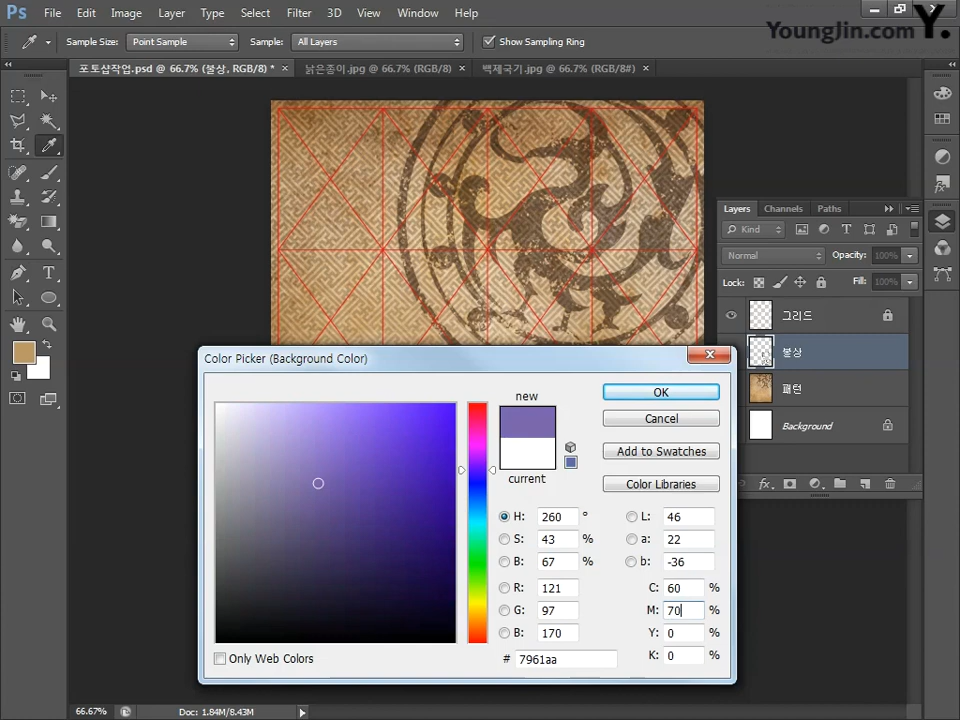 Ps File Edit Image Layer Type Select Filter 3D View Window Help
YoungJin.com Y.
Sample Size: Point Sample Sample: All Layers Show Sampling Ring
포토샵작업.psd @ 66.7% (불상, RGB/8) * ×
낡은종이.jpg @ 66.7% (RGB/8) ×
백제국기.jpg @ 66.7% (RGB/8#) ×
Layers Channels Paths
Kind
Normal Opacity: 100%
Lock: Fill: 100%
그리드
불상
패턴
Background
fx
Color Picker (Background Color)
new
current
OK
Cancel
Add to Swatches
Color Libraries
H: 260 °
S: 43 %
B: 67 %
R: 121
G: 97
B: 170
# 7961aa
L: 46
a: 22
b: -36
C: 60 %
M: 70 %
Y: 0 %
K: 0 %
Only Web Colors
66.67% Doc: 1.84M/8.43M